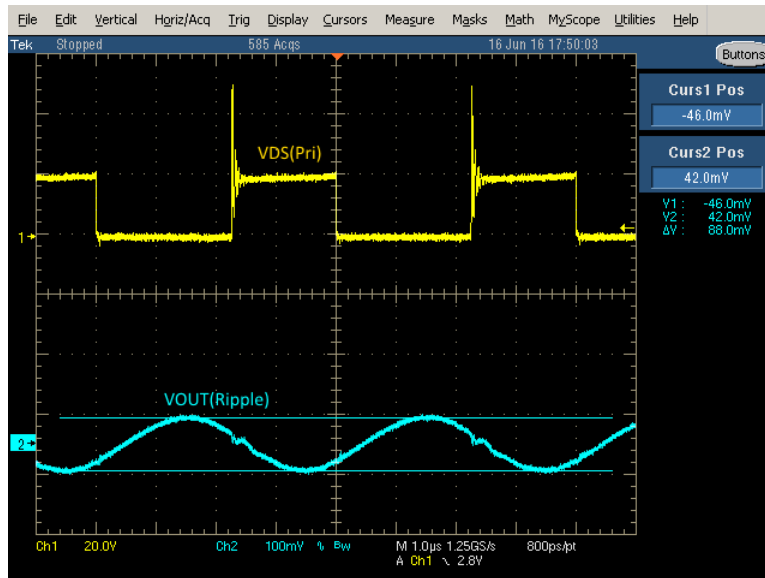 File Edit Vertical Horiz/Acq Trig Display Cursors Measure Masks Math MyScope Utilities Help
Tek Stopped 585 Acqs 16 Jun 16 17:50:03
Buttons
Curs1 Pos
-46.0mV
Curs2 Pos
42.0mV
V1 : -46.0mV
V2 : 42.0mV
ΔV : 88.0mV
VDS(Pri)
1
VOUT(Ripple)
2
Ch1 20.0V Ch2 100mV BW M 1.0µs 1.25GS/s 800ps/pt
A Ch1 2.8V